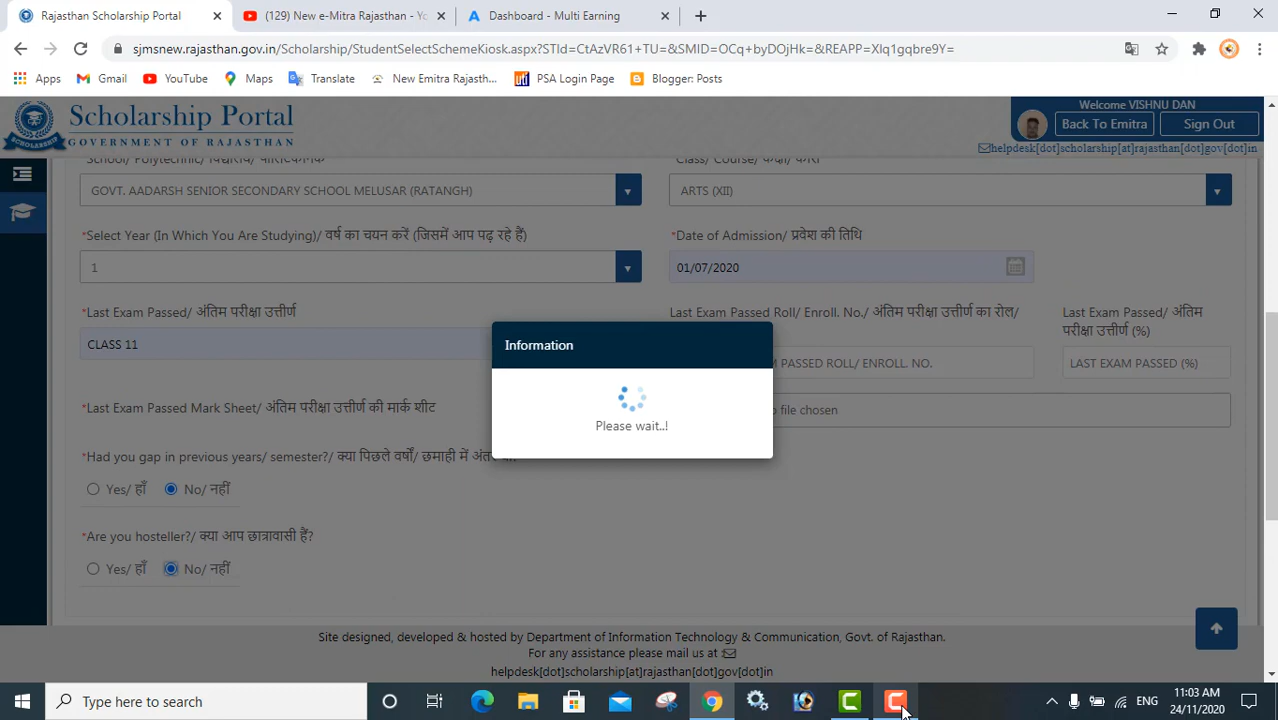 Rajasthan Scholarship Portal
(129) New e-Mitra Rajasthan - Yo
Dashboard - Multi Earning
sjmsnew.rajasthan.gov.in/Scholarship/StudentSelectSchemeKiosk.aspx?STId=CtAzVR61+TU=&SMID=OCq+byDOjHk=&REAPP=Xlq1gqbre9Y=
Apps Gmail YouTube Maps Translate New Emitra Rajasth... PSA Login Page Blogger: Posts
Scholarship Portal
GOVERNMENT OF RAJASTHAN
Welcome VISHNU DAN
Back To Emitra Sign Out
helpdesk[dot]scholarship[at]rajasthan[dot]gov[dot]in
School/ Polytechnic/ विद्यालय/ पॉलिटेक्निक
Class/ Course/ कक्षा/ कोर्स
GOVT. AADARSH SENIOR SECONDARY SCHOOL MELUSAR (RATANGH)
ARTS (XII)
*Select Year (In Which You Are Studying)/ वर्ष का चयन करें (जिसमें आप पढ़ रहे हैं)
*Date of Admission/ प्रवेश की तिथि
1
01/07/2020
*Last Exam Passed/ अंतिम परीक्षा उत्तीर्ण
Last Exam Passed Roll/ Enroll. No./ अंतिम परीक्षा उत्तीर्ण का रोल/
Last Exam Passed/ अंतिम
परीक्षा उत्तीर्ण (%)
CLASS 11
PASSED ROLL/ ENROLL. NO.
LAST EXAM PASSED (%)
Information
Please wait..!
*Last Exam Passed Mark Sheet/ अंतिम परीक्षा उत्तीर्ण की मार्क शीट
file chosen
*Had you gap in previous years/ semester?/ क्या पिछले वर्षों/ छमाही में
Yes/ हाँ No/ नहीं
*Are you hosteller?/ क्या आप छात्रावासी हैं?
Yes/ हाँ No/ नहीं
Site designed, developed & hosted by Department of Information Technology & Communication, Govt. of Rajasthan.
For any assistance please mail us at :
helpdesk[dot]scholarship[at]rajasthan[dot]gov[dot]in
Type here to search
ENG
11:03 AM
24/11/2020